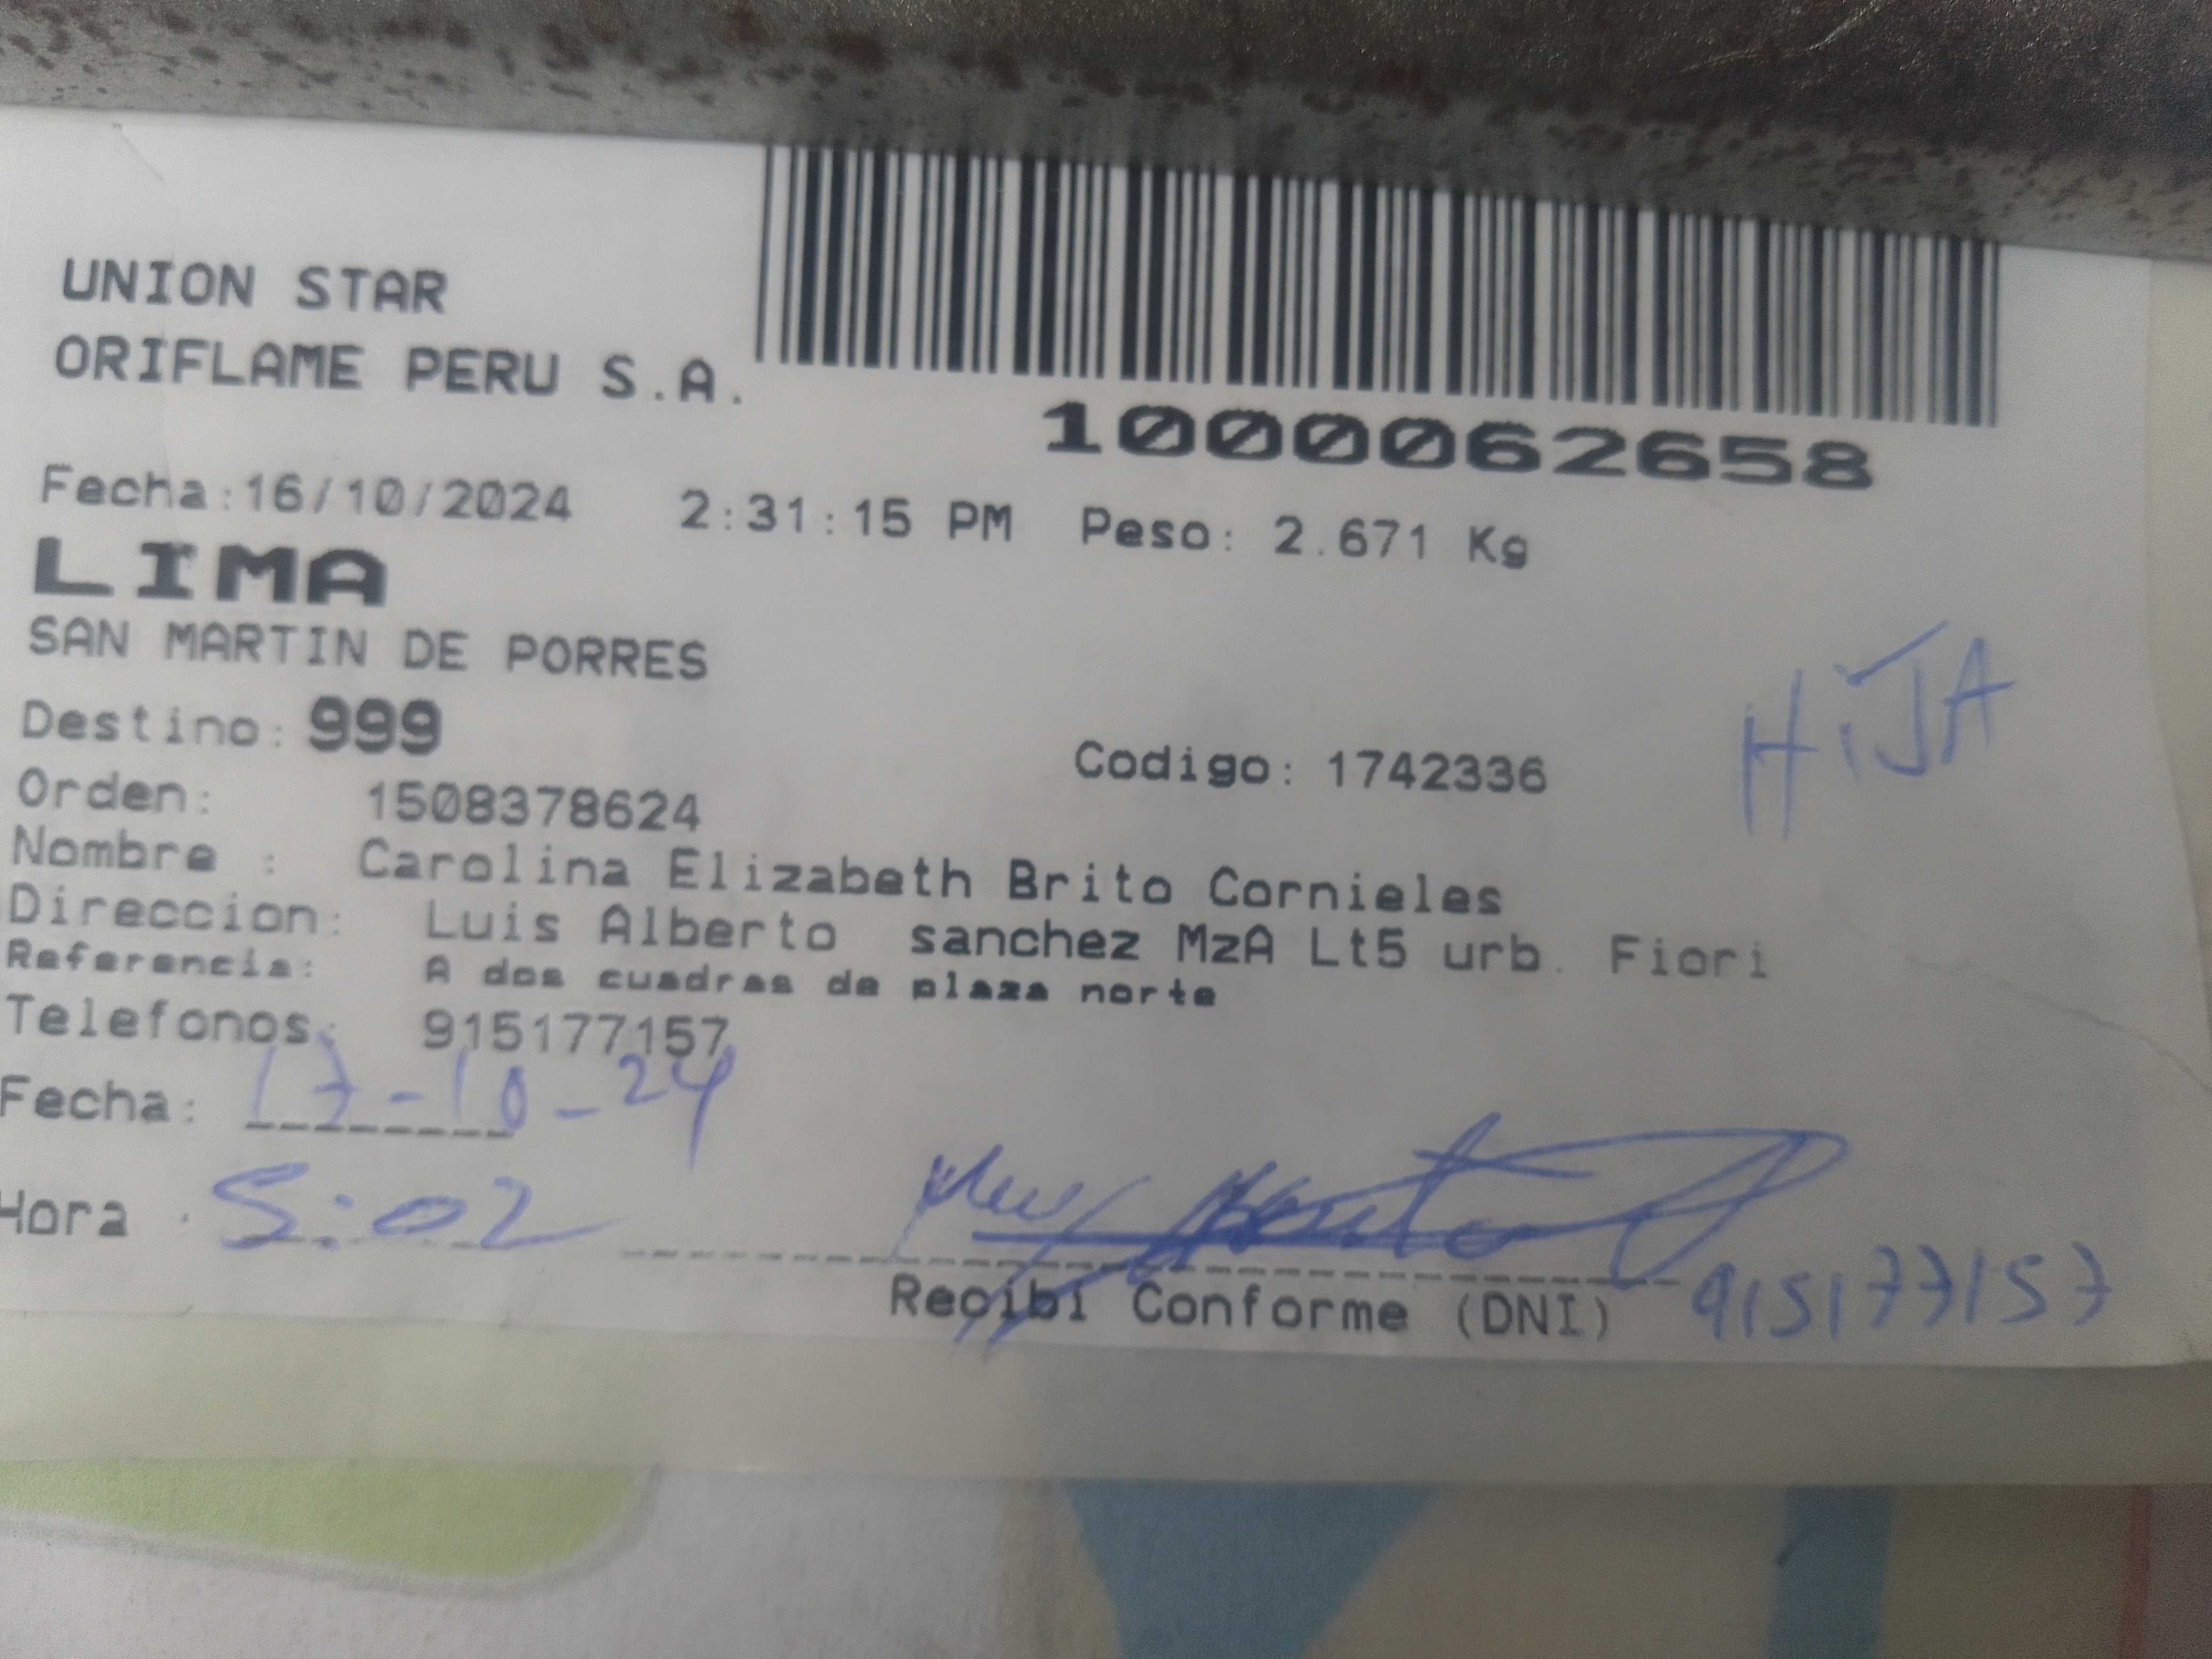 UNION STAR
ORIFLAME PERU S.A.
1000062658
Fecha:16/10/2024 2:31:15 PM Peso: 2.671 Kg
LIMA
SAN MARTIN DE PORRES
HiJA
Destino: 999
Codigo: 1742336
Orden: 1508378624
Nombre : Carolina Elizabeth Brito Cornieles
Direccion: Luis Alberto sanchez MzA Lt5 urb. Fiori
Referencia: A dos cuadras de plaza norte
Telefonos: 915177157
Fecha: 17-10-24
Hora : 5:02
Recibi Conforme (DNI) 915177157